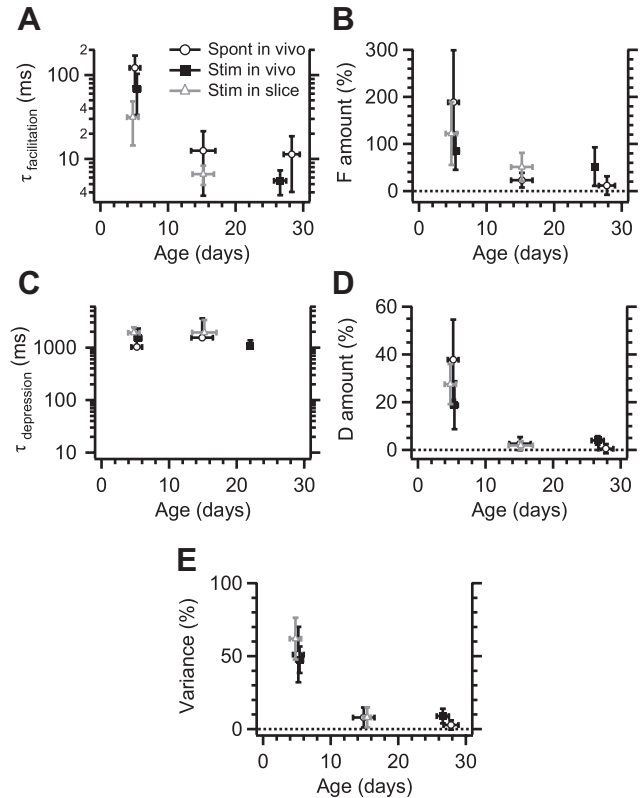 A
B
2
100
4
2
10
4
τ facilitation (ms)
Spont in vivo
Stim in vivo
Stim in slice
0 10 20 30
Age (days)
300
200
100
0
F amount (%)
0 10 20 30
Age (days)
C
D
1000
100
10
τ depression (ms)
0 10 20 30
Age (days)
60
40
20
0
D amount (%)
0 10 20 30
Age (days)
E
100
50
0
Variance (%)
0 10 20 30
Age (days)